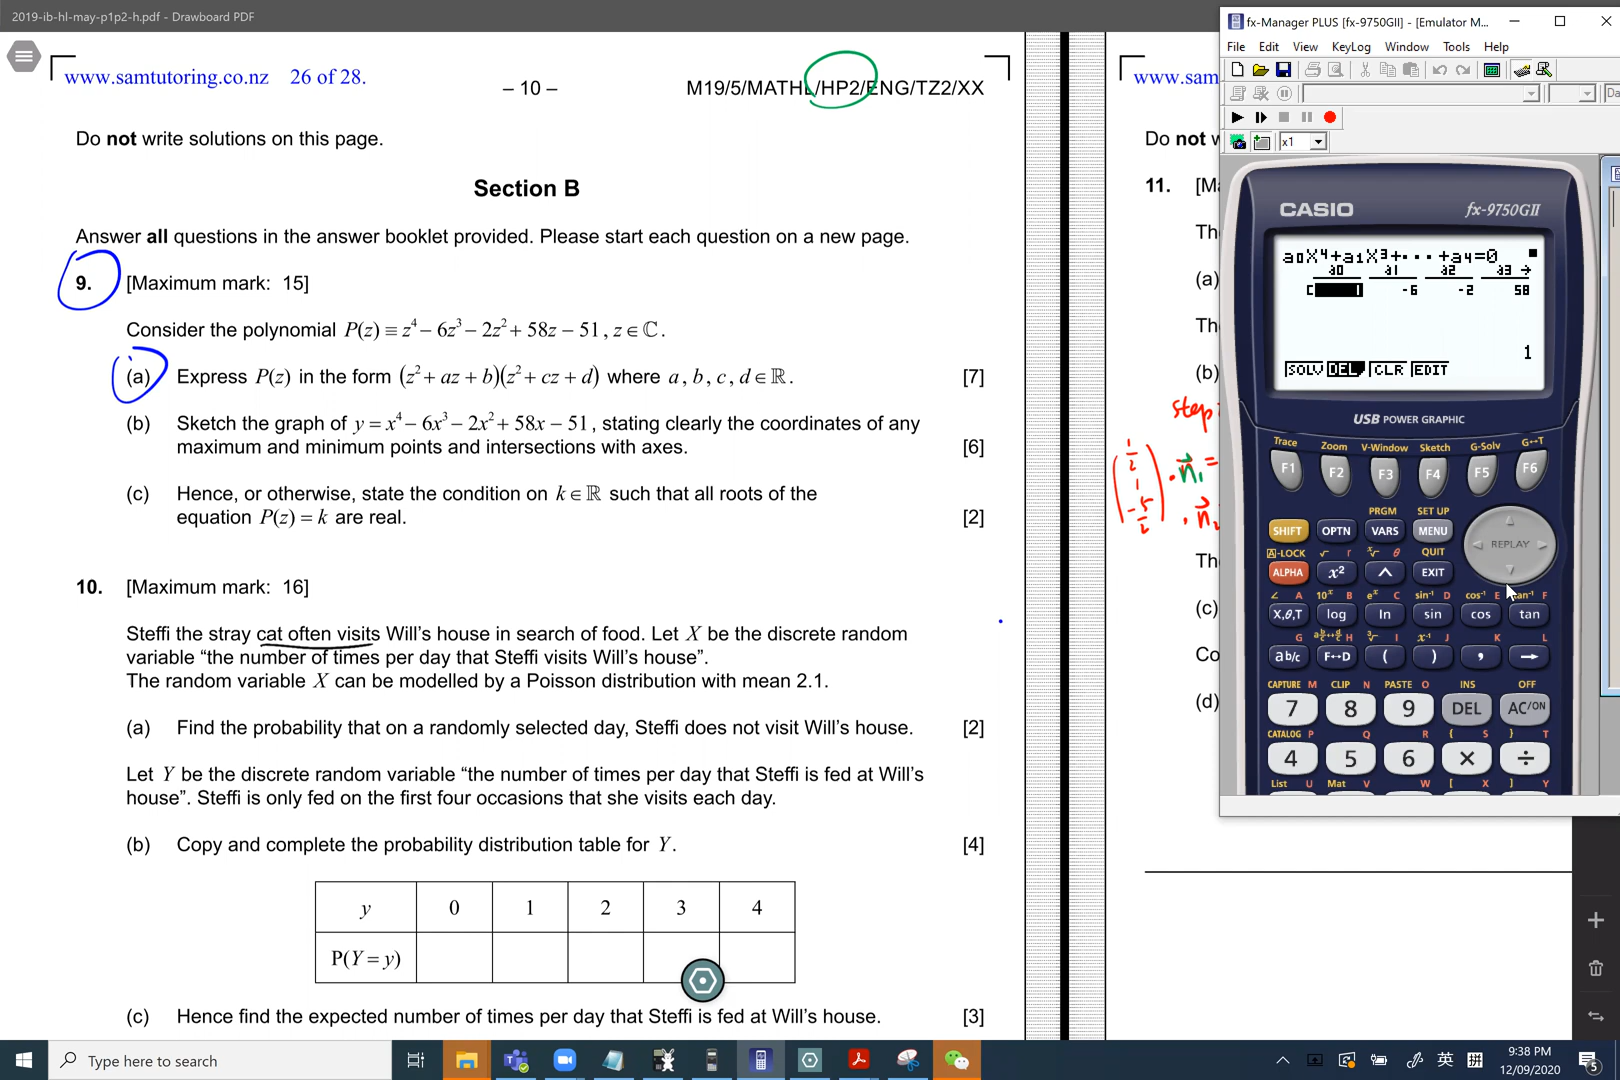 2019-ib-hl-may-p1p2-h.pdf - Drawboard PDF
www.samtutoring.co.nz 26 of 28.
– 10 –
M19/5/MATHL/HP2/ENG/TZ2/XX
Do not write solutions on this page.
Section B
Answer all questions in the answer booklet provided. Please start each question on a new page.
9. [Maximum mark: 15]
Consider the polynomial P(z) ≡ z⁴ – 6z³ – 2z² + 58z – 51, z ∈ ℂ.
(a) Express P(z) in the form (z² + az + b)(z² + cz + d) where a, b, c, d ∈ ℝ. [7]
(b) Sketch the graph of y = x⁴ – 6x³ – 2x² + 58x – 51, stating clearly the coordinates of any
maximum and minimum points and intersections with axes. [6]
(c) Hence, or otherwise, state the condition on k ∈ ℝ such that all roots of the
equation P(z) = k are real. [2]
10. [Maximum mark: 16]
Steffi the stray cat often visits Will's house in search of food. Let X be the discrete random
variable “the number of times per day that Steffi visits Will's house”.
The random variable X can be modelled by a Poisson distribution with mean 2.1.
(a) Find the probability that on a randomly selected day, Steffi does not visit Will's house. [2]
Let Y be the discrete random variable “the number of times per day that Steffi is fed at Will's
house”. Steffi is only fed on the first four occasions that she visits each day.
(b) Copy and complete the probability distribution table for Y. [4]
y 0 1 2 3 4
P(Y = y)
(c) Hence find the expected number of times per day that Steffi is fed at Will's house. [3]
www.sam
Do not w
11. [Ma
Th
(a)
The
(b)
step
1/2
1
-5/2
. n⃗₁ =
. n⃗₂
The
(c)
Co
(d)
fx-Manager PLUS [fx-9750GII] - [Emulator M...
File Edit View KeyLog Window Tools Help
Da
x1
CASIO
fx-9750GII
a0X⁴+a1X³+··· +a4=0
a0 a1 a2 a3 →
[ 1 -6 -2 58
1
SOLV DEL CLR EDIT
USB POWER GRAPHIC
Trace Zoom V-Window Sketch G-Solv G↔T
F1 F2 F3 F4 F5 F6
PRGM SET UP
SHIFT OPTN VARS MENU
REPLAY
A-LOCK √ r ˣ√ θ QUIT
ALPHA x² ^ EXIT
∠ A 10ˣ B eˣ C sin⁻¹ D cos⁻¹ E tan⁻¹ F
X,θ,T log ln sin cos tan
G H ³√ I x⁻¹ J K L
ab/c F↔D ( ) , →
CAPTURE M CLIP N PASTE O INS OFF
7 8 9 DEL AC/ON
CATALOG P Q R { S } T
4 5 6 × ÷
List U Mat V W [ X ] Y
Type here to search
英
拼
9:38 PM
12/09/2020
5